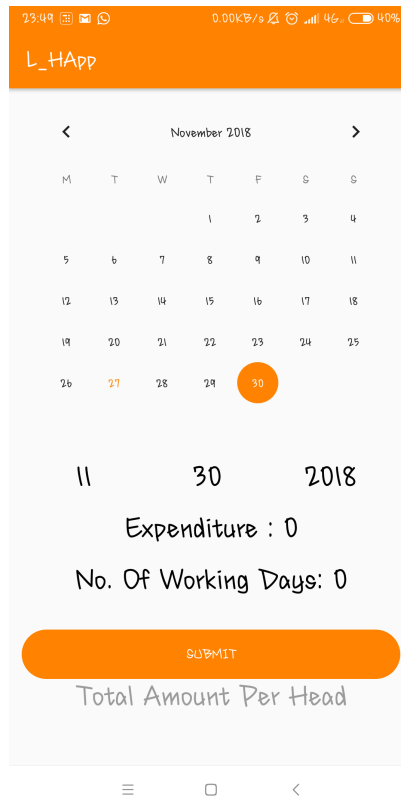 23:49 0.00KB/s 4G 40%
L_HApp
November 2018
M T W T F S S
1 2 3 4
5 6 7 8 9 10 11
12 13 14 15 16 17 18
19 20 21 22 23 24 25
26 27 28 29 30
11 30 2018
Expenditure : 0
No. Of Working Days: 0
SUBMIT
Total Amount Per Head